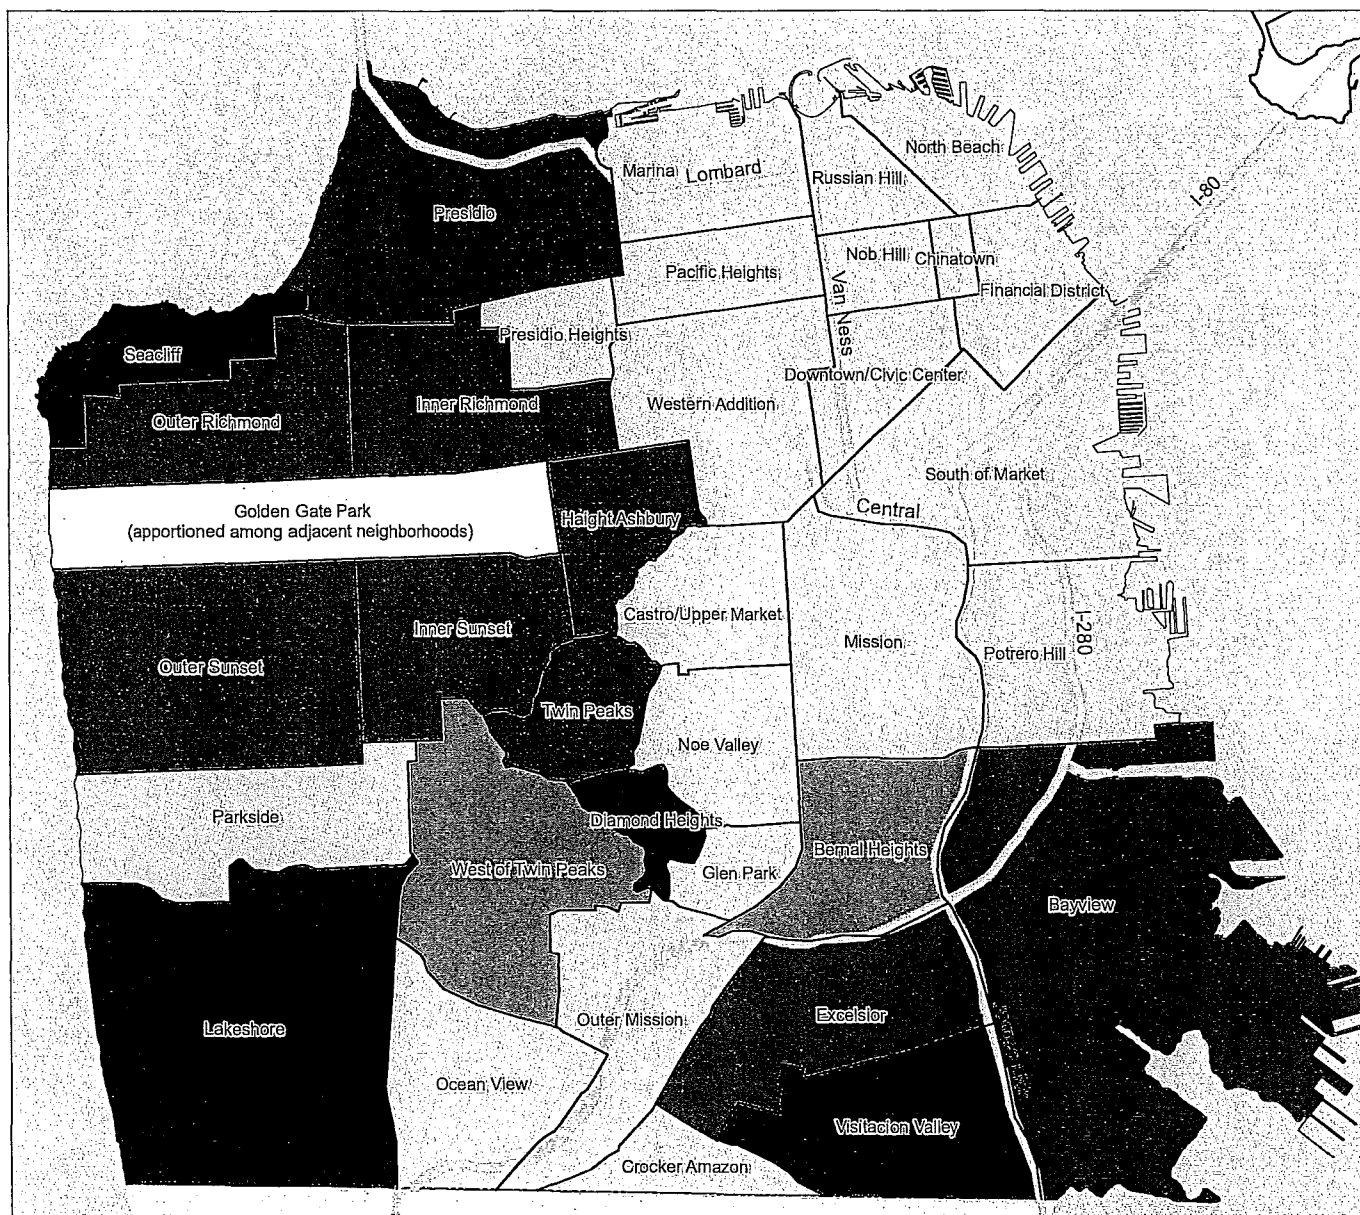 North Beach
Marina
Lombard
Russian Hill
I-80
Presidio
Nob Hill
Chinatown
Pacific Heights
Van Ness
Financial District
Presidio Heights
Seacliff
Downtown/Civic Center
Inner Richmond
Western Addition
Outer Richmond
South of Market
Golden Gate Park
(apportioned among adjacent neighborhoods)
Haight Ashbury
Central
Castro/Upper Market
Inner Sunset
Mission
I-280
Potrero Hill
Outer Sunset
Twin Peaks
Noe Valley
Parkside
Diamond Heights
Bernal Heights
West of Twin Peaks
Glen Park
Bayview
Excelsior
Outer Mission
Lakeshore
Ocean View
Visitacion Valley
Crocker Amazon